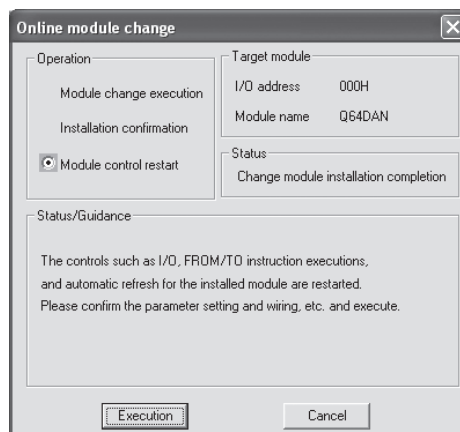 Online module change
Operation
Module change execution
Installation confirmation
Module control restart
Target module
I/O address 000H
Module name Q64DAN
Status
Change module installation completion
Status/Guidance
The controls such as I/O, FROM/TO instruction executions,
and automatic refresh for the installed module are restarted.
Please confirm the parameter setting and wiring, etc. and execute.
Execution
Cancel